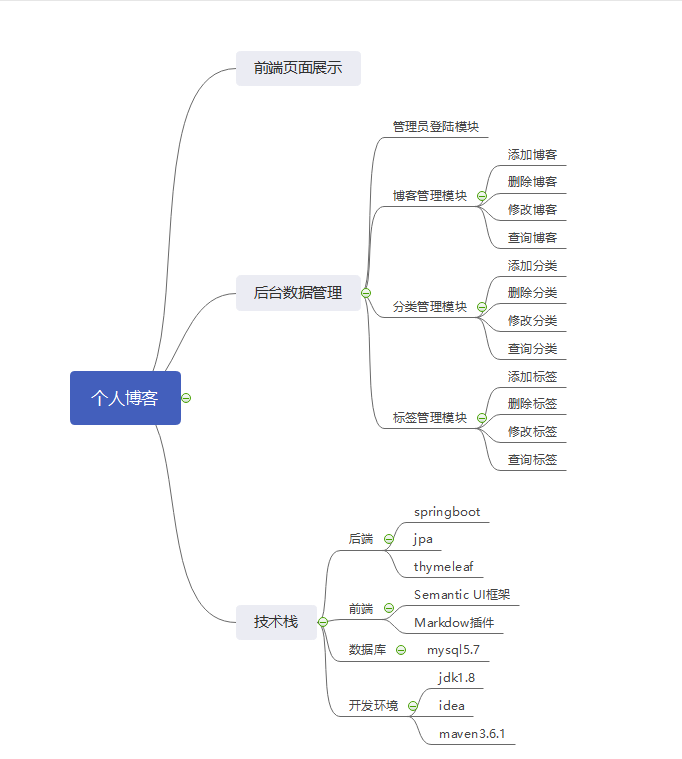 前端页面展示
管理员登陆模块
添加博客
删除博客
博客管理模块
修改博客
查询博客
添加分类
后台数据管理
删除分类
分类管理模块
修改分类
查询分类
添加标签
个人博客
删除标签
标签管理模块
修改标签
查询标签
springboot
后端
jpa
thymeleaf
Semantic UI框架
前端
技术栈
Markdow插件
数据库
mysql5.7
jdk1.8
开发环境
idea
maven3.6.1